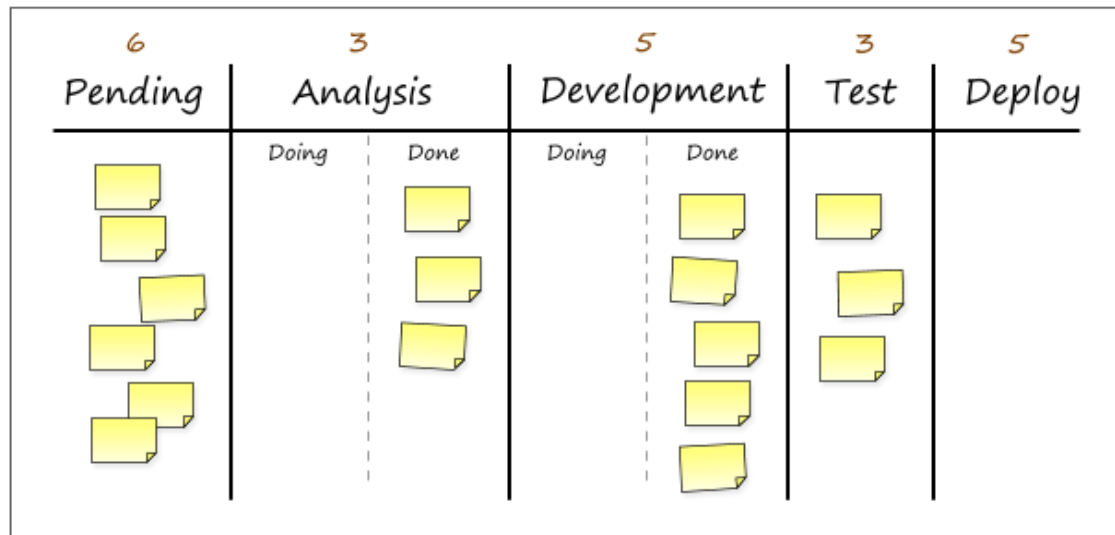 6 3 5 3 5
Pending Analysis Development Test Deploy
Doing Done Doing Done